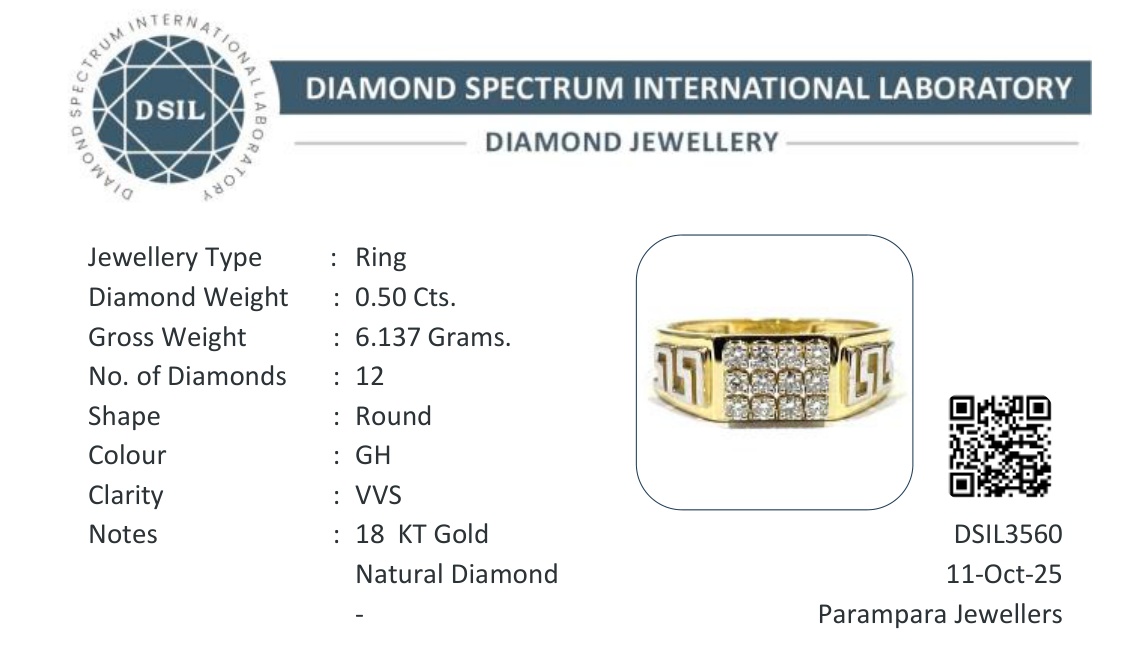 DIAMOND SPECTRUM INTERNATIONAL LABORATORY
DSIL
DIAMOND SPECTRUM INTERNATIONAL LABORATORY
DIAMOND JEWELLERY
Jewellery Type : Ring
Diamond Weight : 0.50 Cts.
Gross Weight : 6.137 Grams.
No. of Diamonds : 12
Shape : Round
Colour : GH
Clarity : VVS
Notes : 18 KT Gold
Natural Diamond
-
DSIL3560
11-Oct-25
Parampara Jewellers